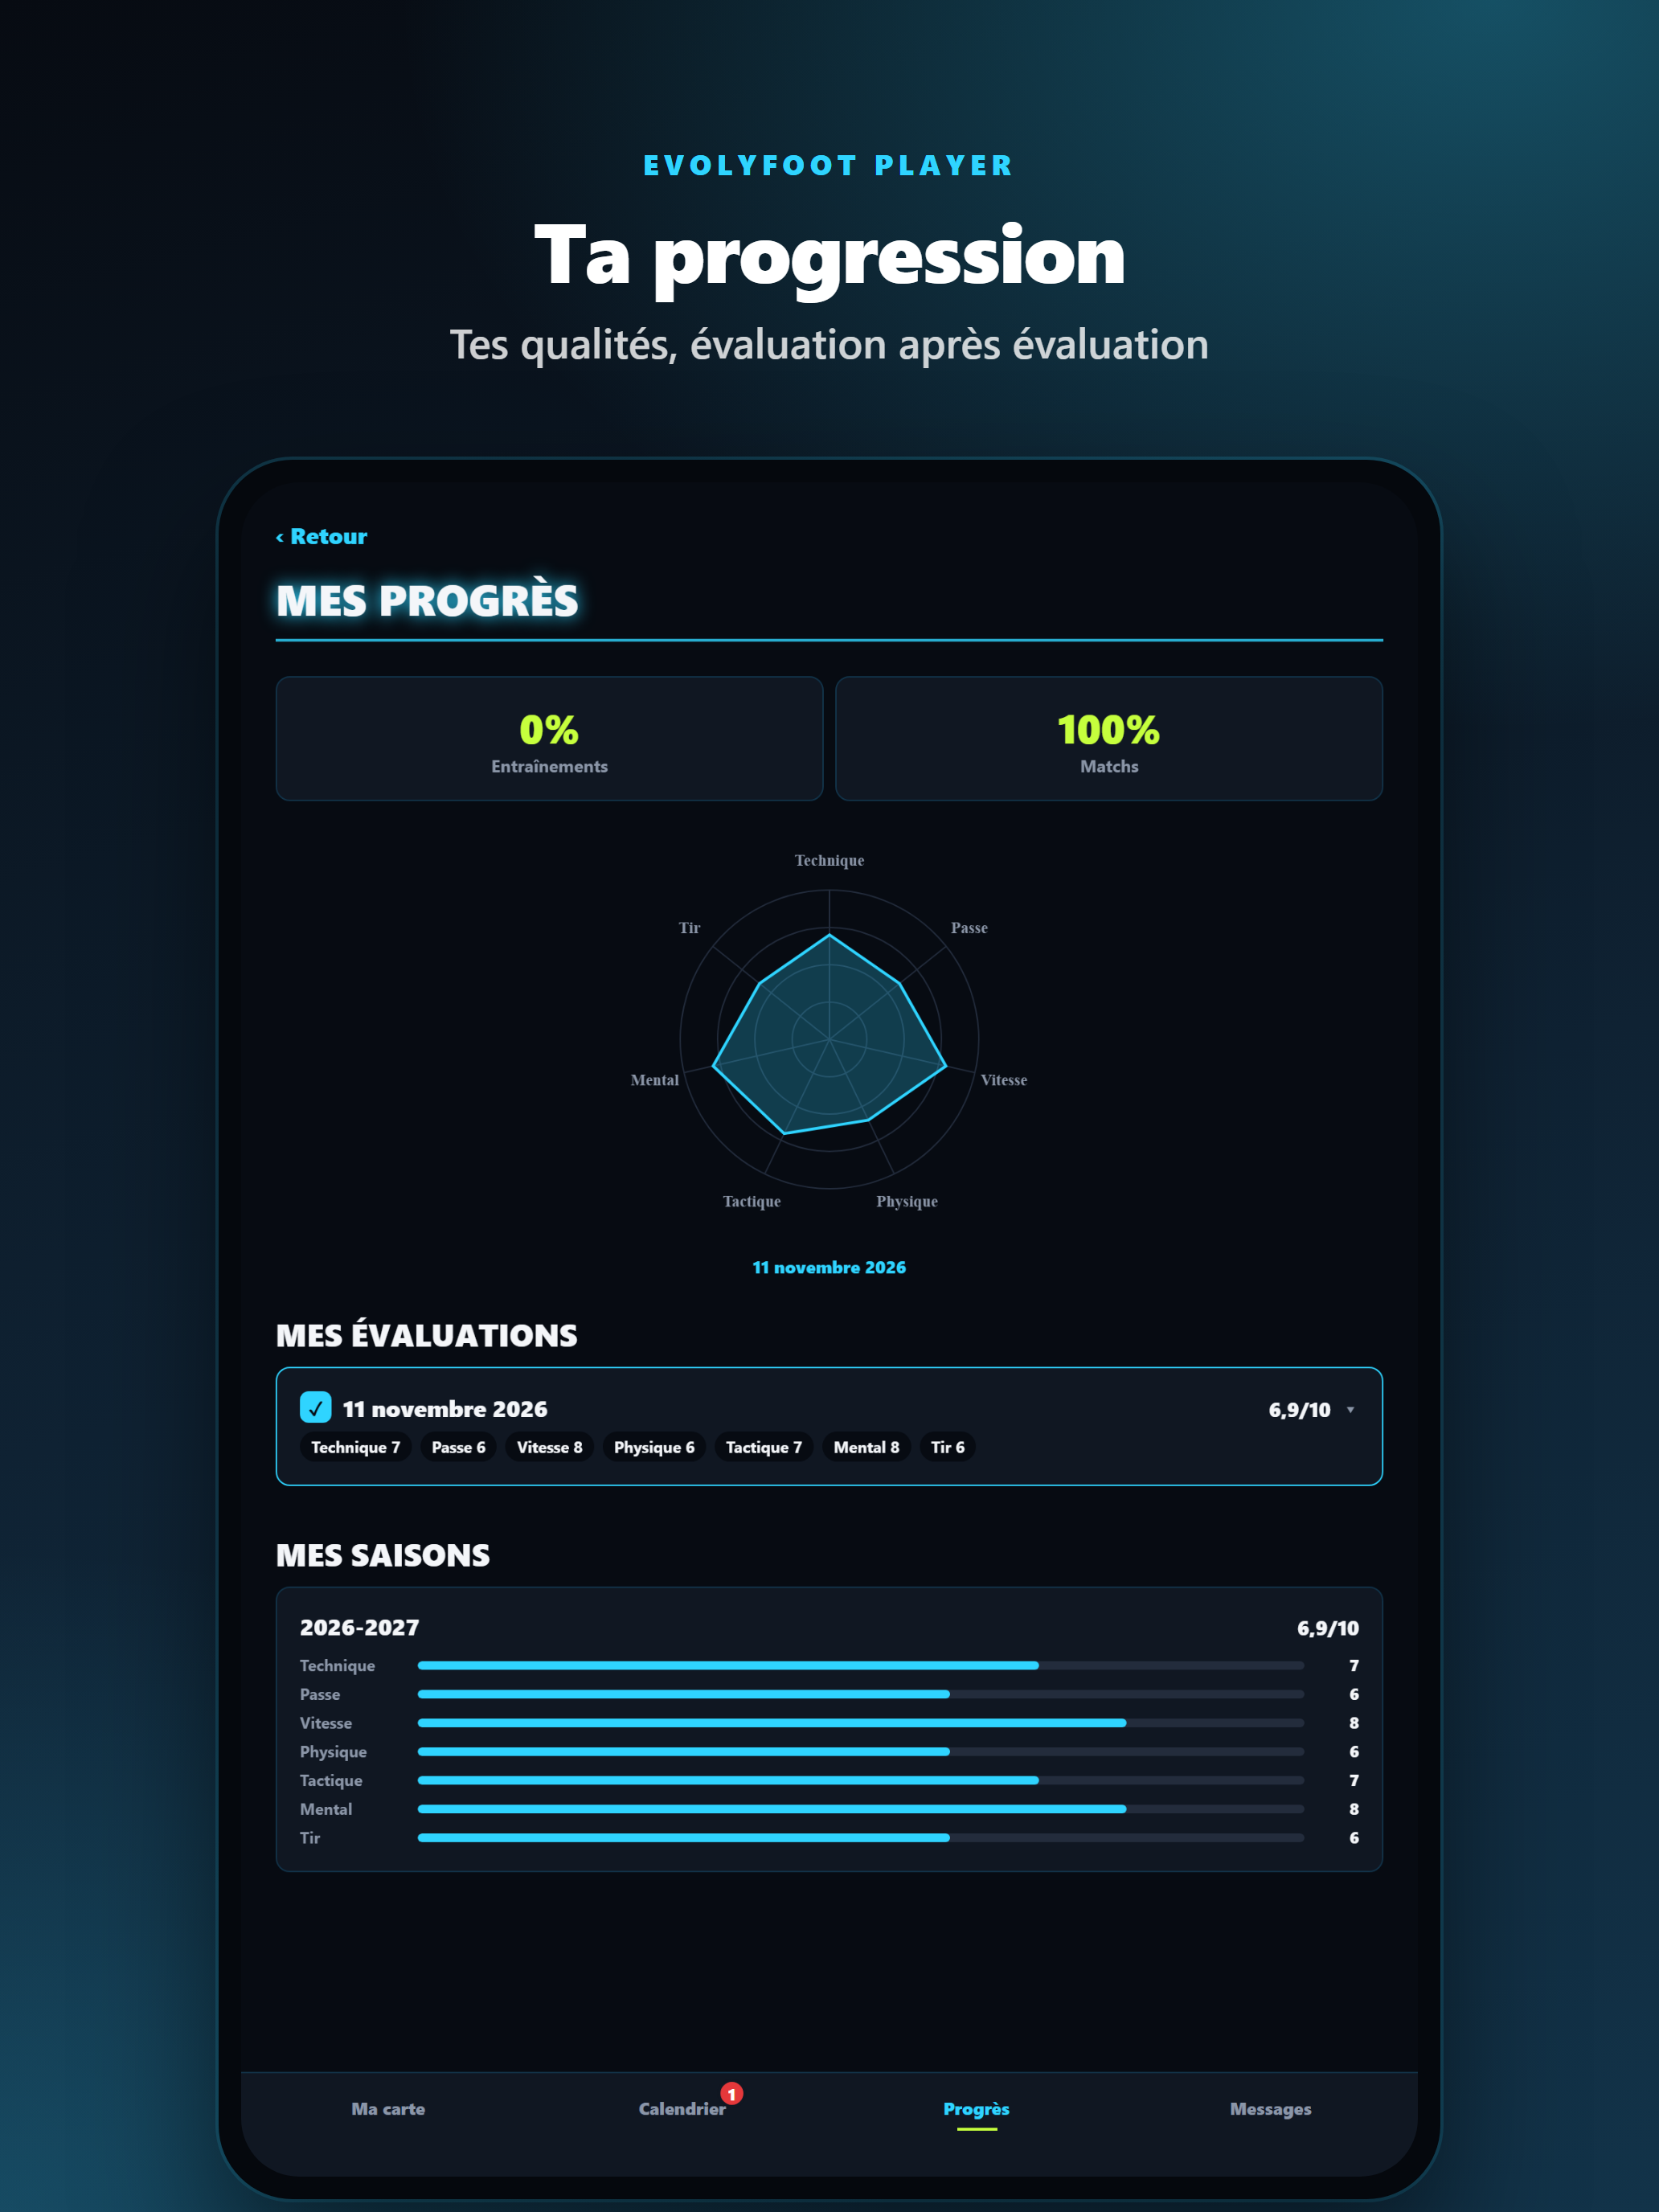 EVOLYFOOT PLAYER
Ta progression
Tes qualités, évaluation après évaluation
‹ Retour
MES PROGRÈS
0%
Entraînements
100%
Matchs
Technique
Tir
Passe
Mental
Vitesse
Tactique
Physique
11 novembre 2026
MES ÉVALUATIONS
✓ 11 novembre 2026 6,9/10 ▾
Technique 7 Passe 6 Vitesse 8 Physique 6 Tactique 7 Mental 8 Tir 6
MES SAISONS
2026-2027 6,9/10
Technique 7
Passe 6
Vitesse 8
Physique 6
Tactique 7
Mental 8
Tir 6
Ma carte Calendrier 1 Progrès Messages